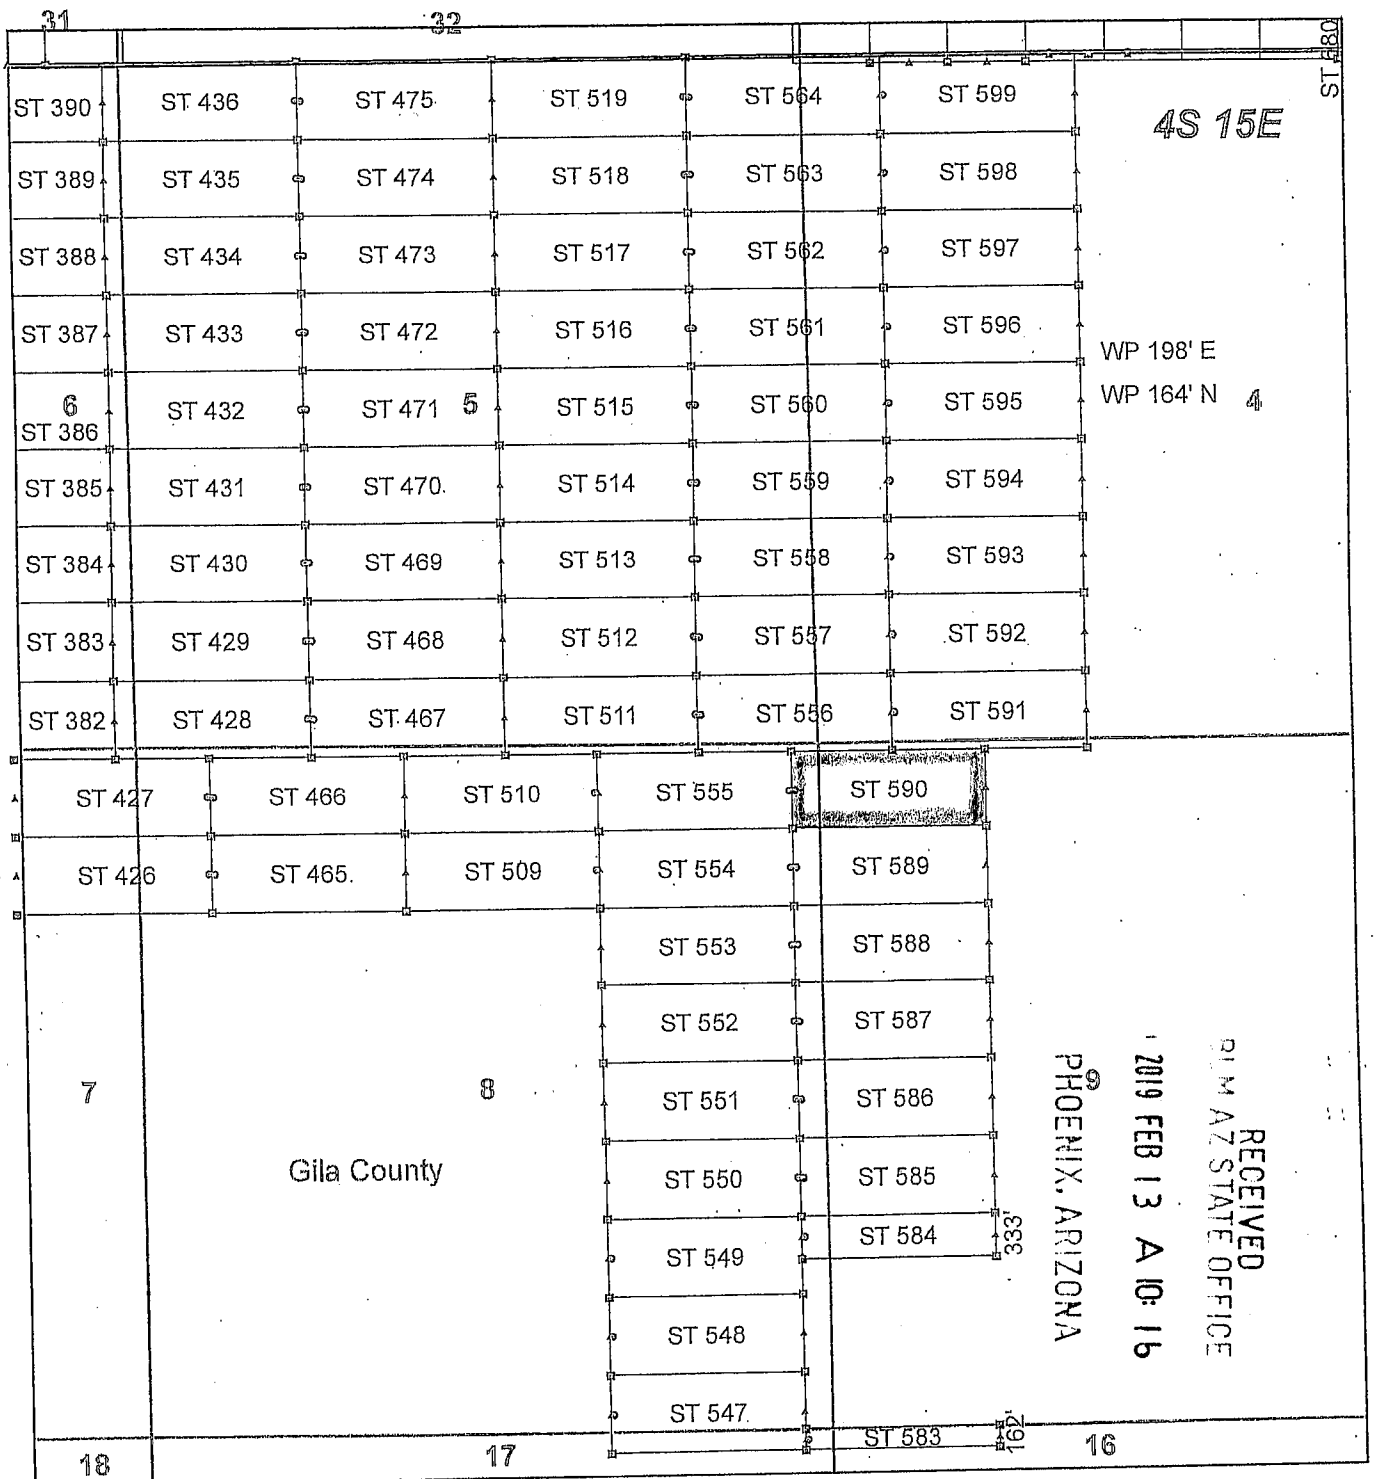 31 32
ST 680
ST 390 ST 436 ST 475 ST 519 ST 564 ST 599
4S 15E
ST 389 ST 435 ST 474 ST 518 ST 563 ST 598
ST 388 ST 434 ST 473 ST 517 ST 562 ST 597
ST 387 ST 433 ST 472 ST 516 ST 561 ST 596
WP 198' E
6 ST 432 ST 471 5 ST 515 ST 560 ST 595 WP 164' N 4
ST 386
ST 385 ST 431 ST 470 ST 514 ST 559 ST 594
ST 384 ST 430 ST 469 ST 513 ST 558 ST 593
ST 383 ST 429 ST 468 ST 512 ST 557 ST 592
ST 382 ST 428 ST 467 ST 511 ST 556 ST 591
ST 427 ST 466 ST 510 ST 555 ST 590
ST 426 ST 465 ST 509 ST 554 ST 589
ST 553 ST 588
ST 552 ST 587
7 8 ST 551 ST 586 9
Gila County ST 550 ST 585
ST 549 ST 584 333'
ST 548
ST 547
ST 583 162'
18 17 16
RECEIVED
BLM AZ STATE OFFICE
2019 FEB 13 A 10: 16
PHOENIX, ARIZONA